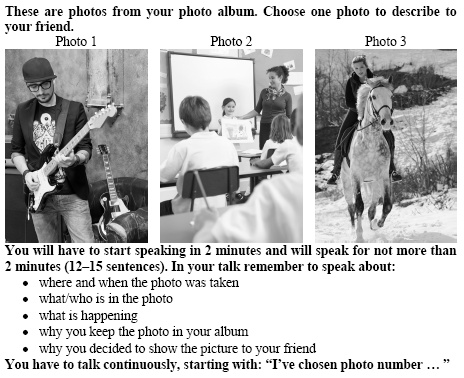 These are photos from your photo album. Choose one photo to describe to
your friend.
Photo 1 Photo 2 Photo 3
You will have to start speaking in 2 minutes and will speak for not more than
2 minutes (12–15 sentences). In your talk remember to speak about:
• where and when the photo was taken
• what/who is in the photo
• what is happening
• why you keep the photo in your album
• why you decided to show the picture to your friend
You have to talk continuously, starting with: “I’ve chosen photo number … ”